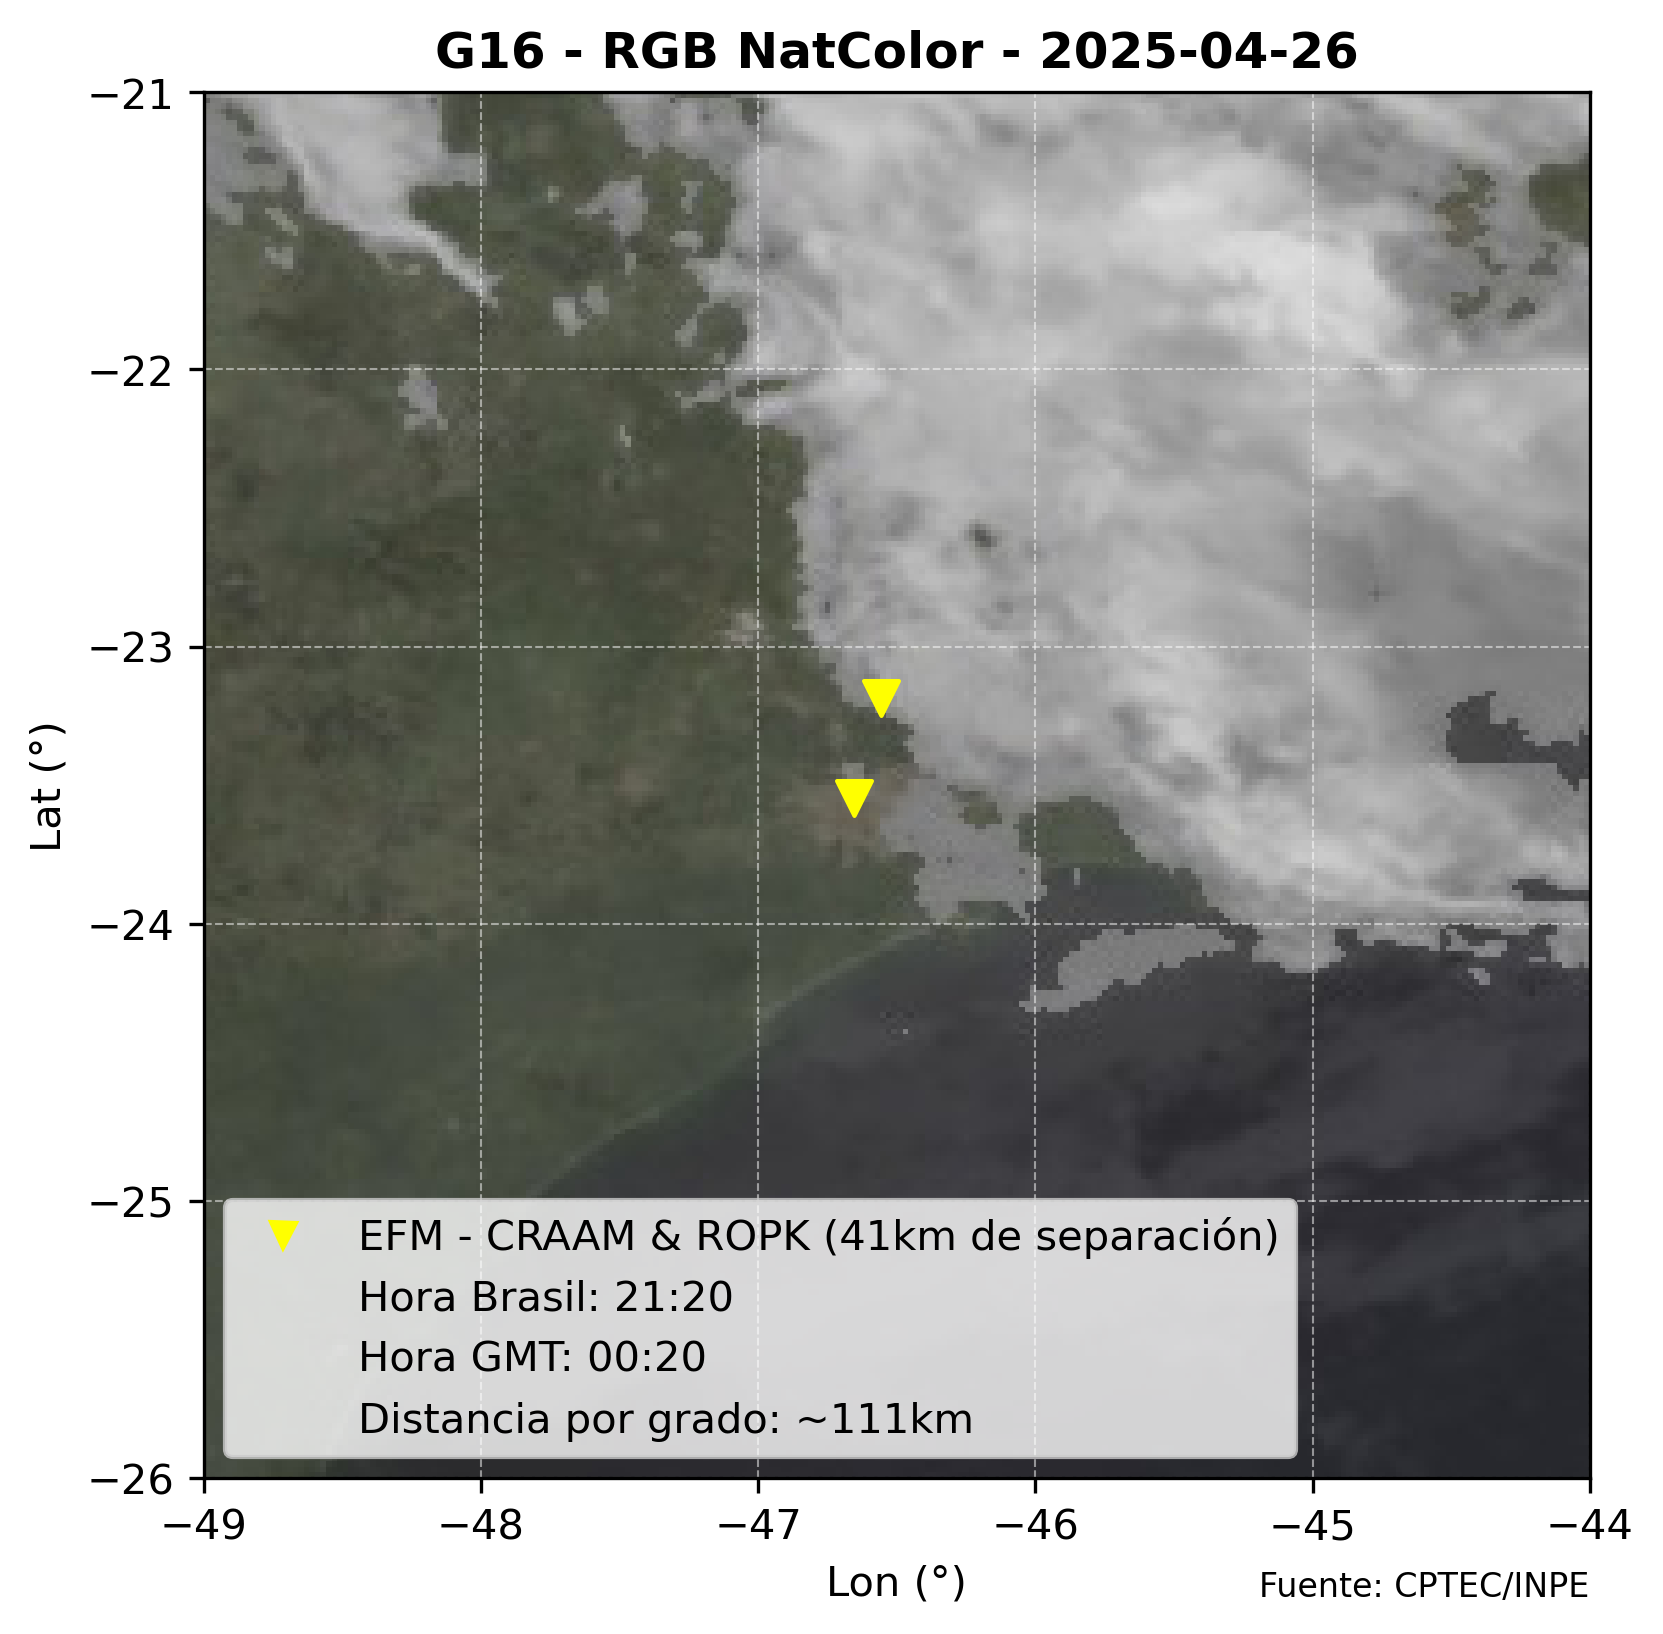 G16 - RGB NatColor - 2025-04-26
−21
−22
−23
−24
−25
−26
Lat (°)
EFM - CRAAM & ROPK (41km de separación)
Hora Brasil: 21:20
Hora GMT: 00:20
Distancia por grado: ~111km
−49 −48 −47 −46 −45 −44
Lon (°)
Fuente: CPTEC/INPE